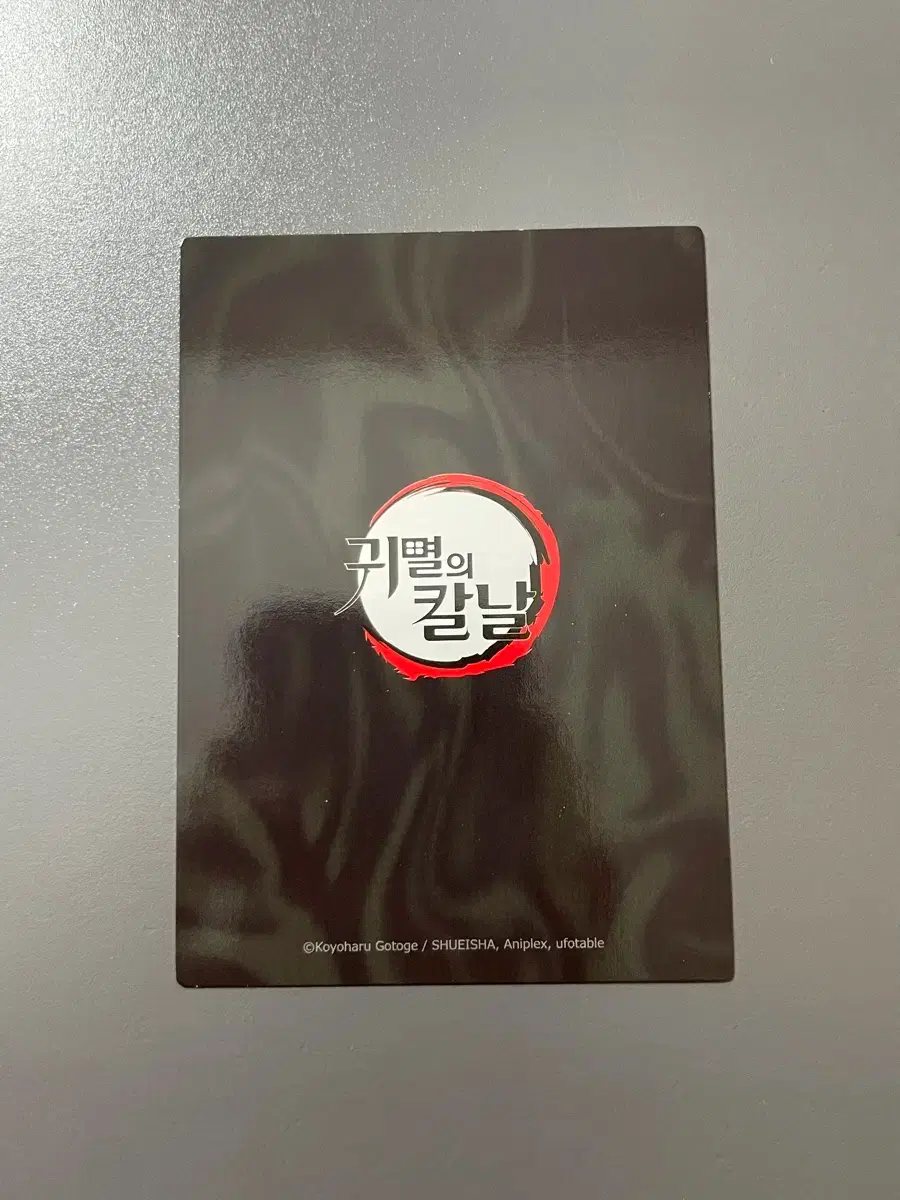 귀멸의
칼날
©Koyoharu Gotoge / SHUEISHA, Aniplex, ufotable